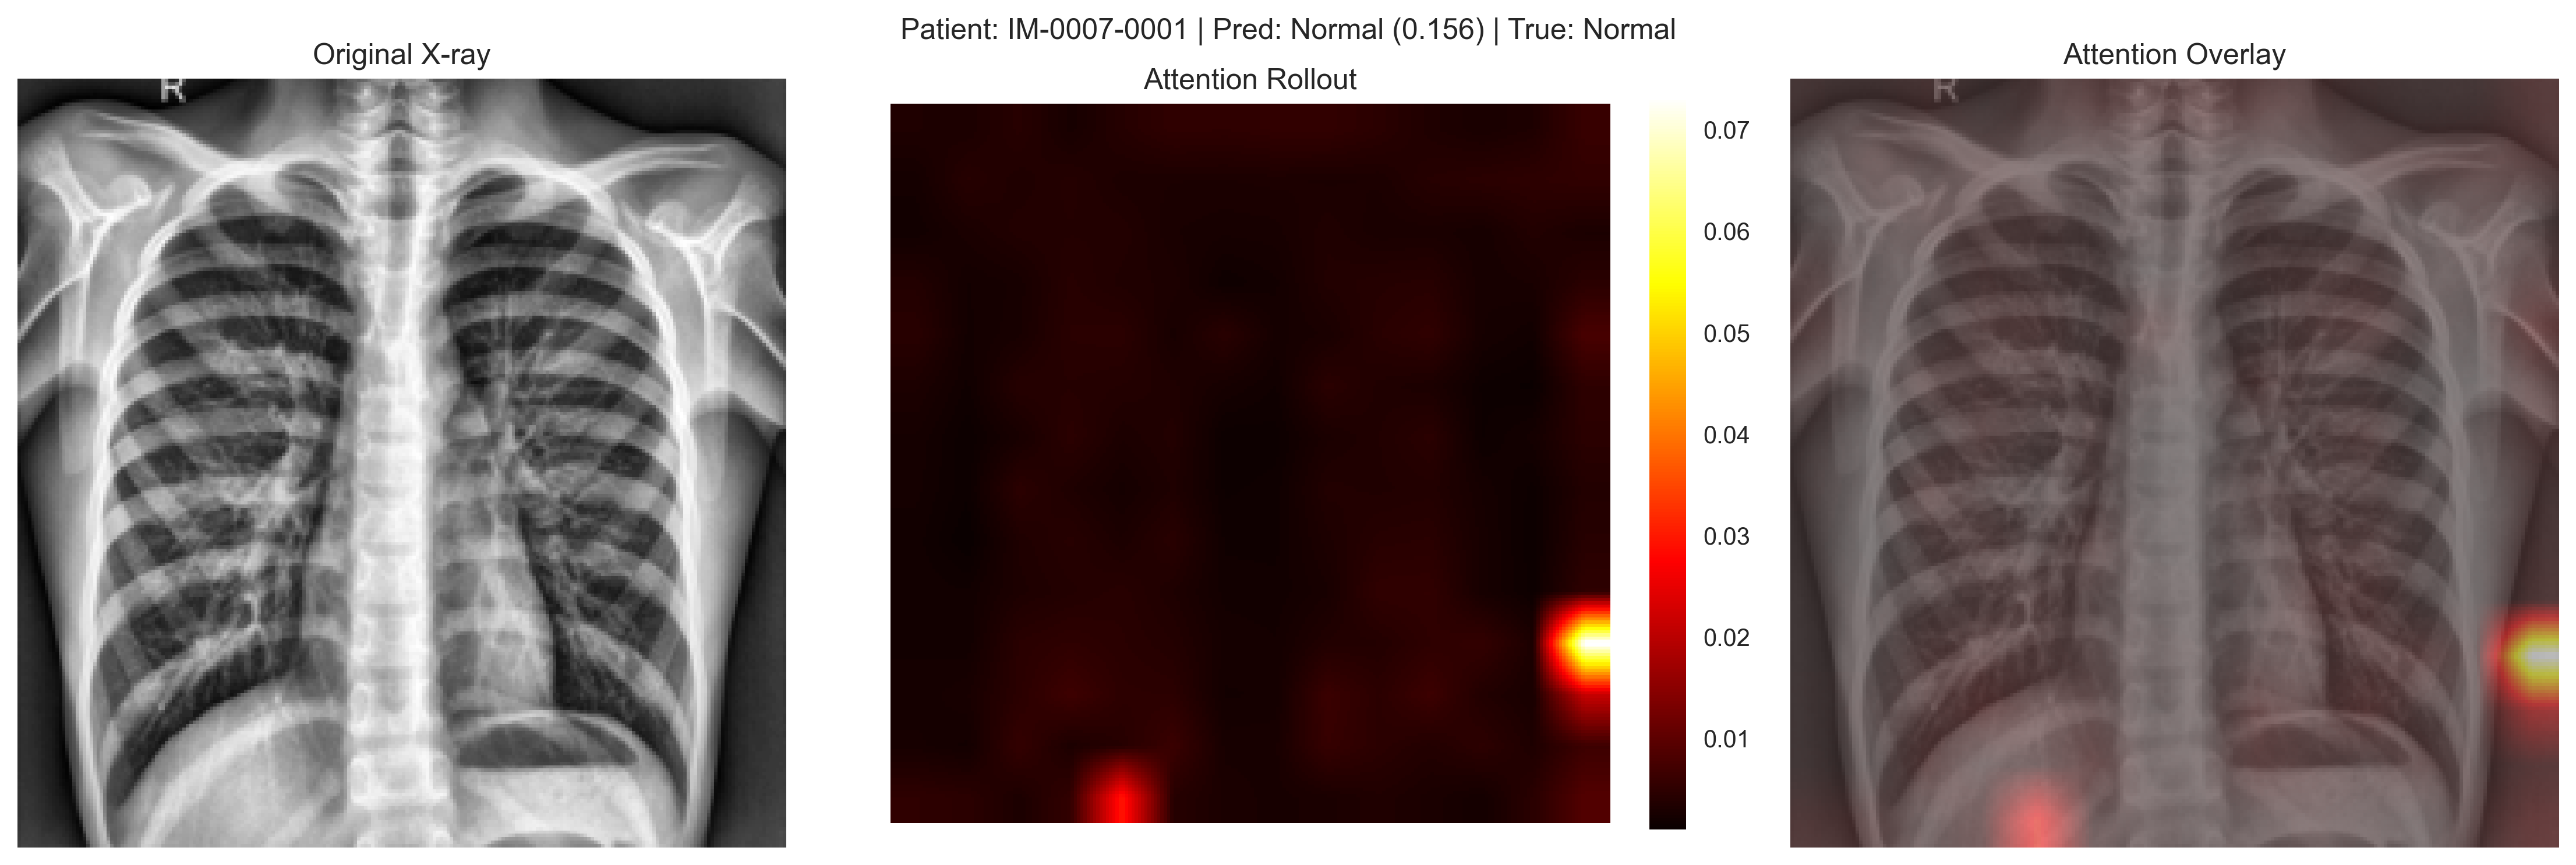 Patient: IM-0007-0001 | Pred: Normal (0.156) | True: Normal
Original X-ray
Attention Rollout
Attention Overlay
R
0.07
0.06
0.05
0.04
0.03
0.02
0.01
R